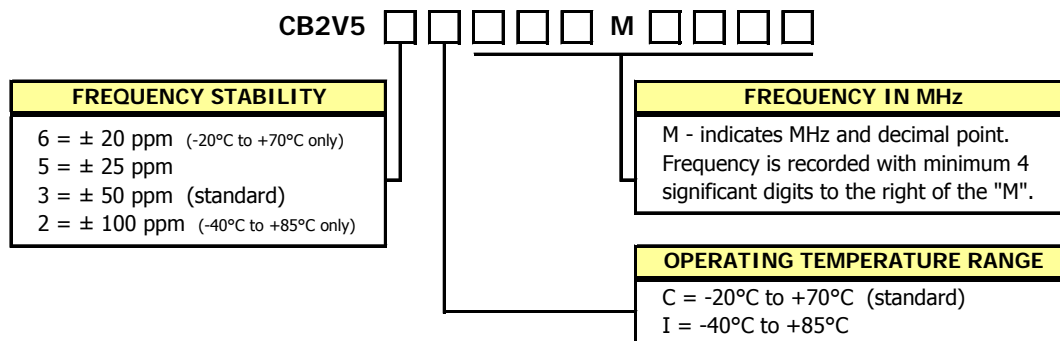 CB2V5 M
FREQUENCY STABILITY
6 = ± 20 ppm (-20°C to +70°C only)
5 = ± 25 ppm
3 = ± 50 ppm (standard)
2 = ± 100 ppm (-40°C to +85°C only)
FREQUENCY IN MHz
M - indicates MHz and decimal point.
Frequency is recorded with minimum 4
significant digits to the right of the "M".
OPERATING TEMPERATURE RANGE
C = -20°C to +70°C (standard)
I = -40°C to +85°C